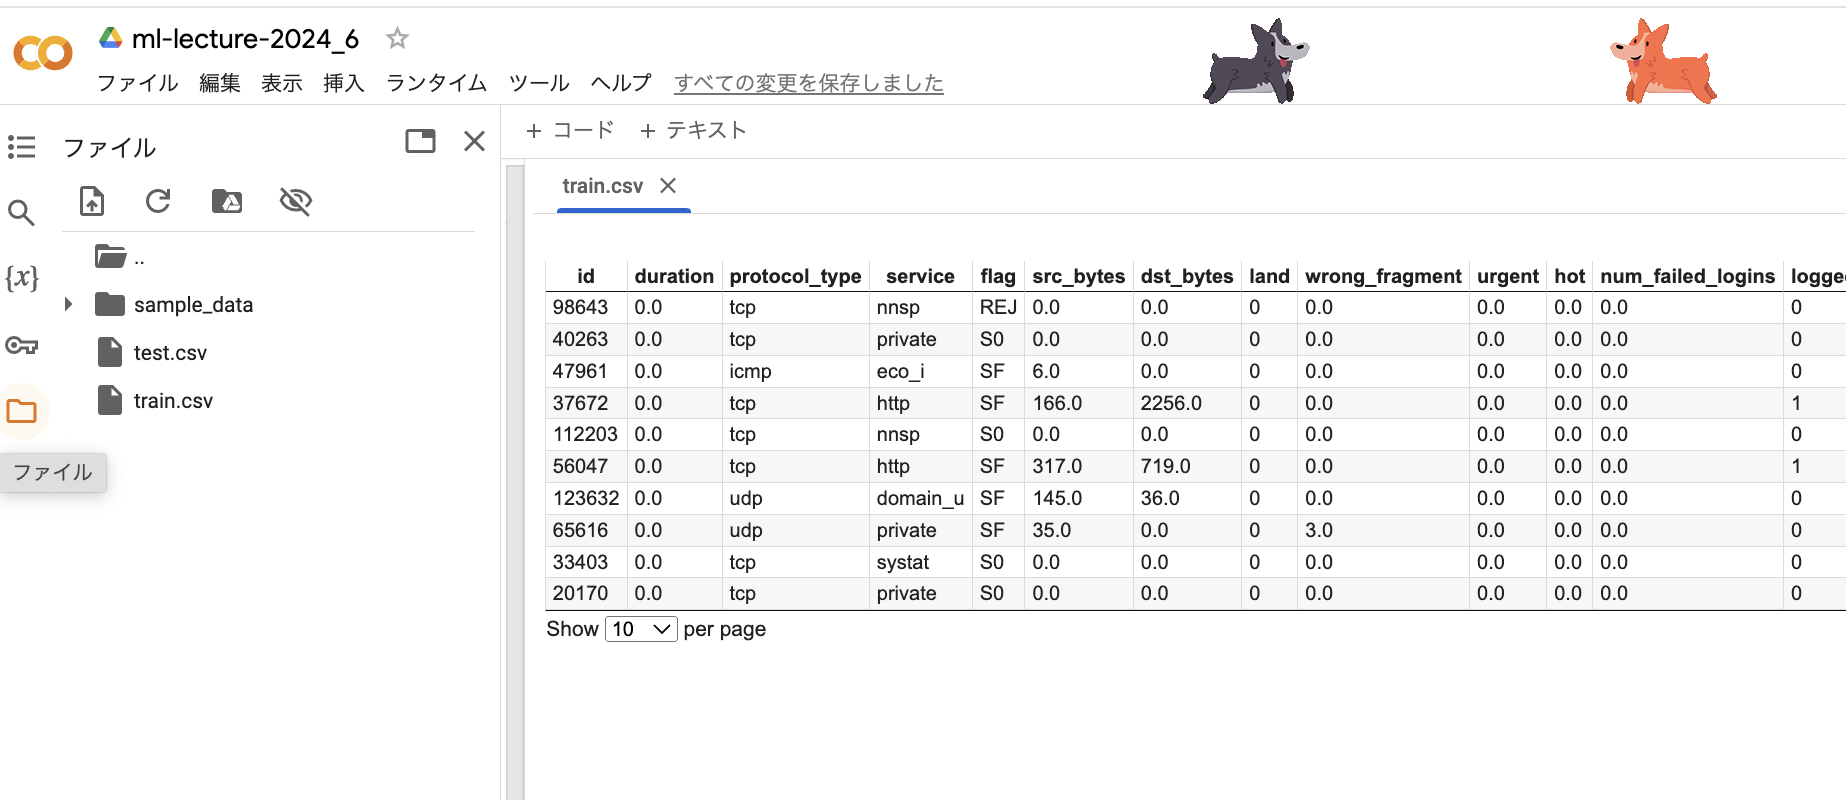 ml-lecture-2024_6
ファイル 編集 表示 挿入 ランタイム ツール ヘルプ すべての変更を保存しました
ファイル
..
sample_data
test.csv
train.csv
{x}
ファイル
+ コード + テキスト
train.csv
id duration protocol_type service flag src_bytes dst_bytes land wrong_fragment urgent hot num_failed_logins logge
98643 0.0 tcp nnsp REJ 0.0 0.0 0 0.0 0.0 0.0 0.0 0
40263 0.0 tcp private S0 0.0 0.0 0 0.0 0.0 0.0 0.0 0
47961 0.0 icmp eco_i SF 6.0 0.0 0 0.0 0.0 0.0 0.0 0
37672 0.0 tcp http SF 166.0 2256.0 0 0.0 0.0 0.0 0.0 1
112203 0.0 tcp nnsp S0 0.0 0.0 0 0.0 0.0 0.0 0.0 0
56047 0.0 tcp http SF 317.0 719.0 0 0.0 0.0 0.0 0.0 1
123632 0.0 udp domain_u SF 145.0 36.0 0 0.0 0.0 0.0 0.0 0
65616 0.0 udp private SF 35.0 0.0 0 3.0 0.0 0.0 0.0 0
33403 0.0 tcp systat S0 0.0 0.0 0 0.0 0.0 0.0 0.0 0
20170 0.0 tcp private S0 0.0 0.0 0 0.0 0.0 0.0 0.0 0
Show 10 per page